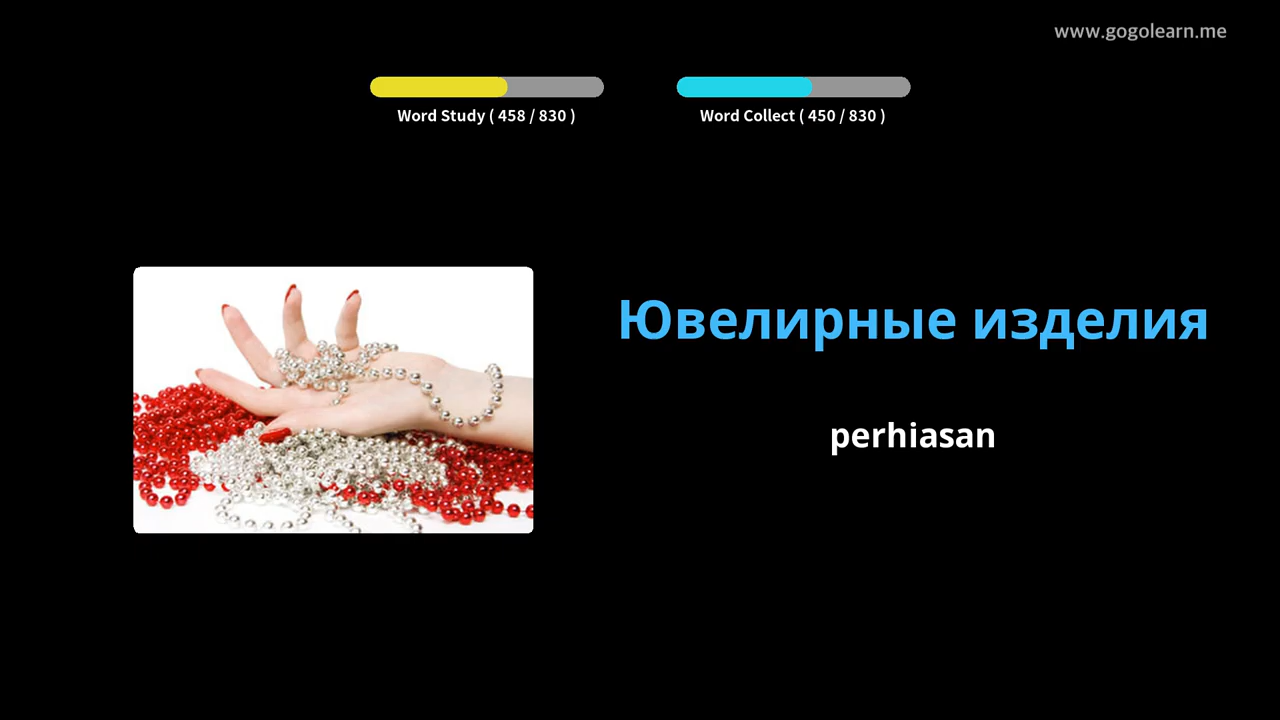 www.gogolearn.me
Word Study ( 458 / 830 )
Word Collect ( 450 / 830 )
Ювелирные изделия
perhiasan